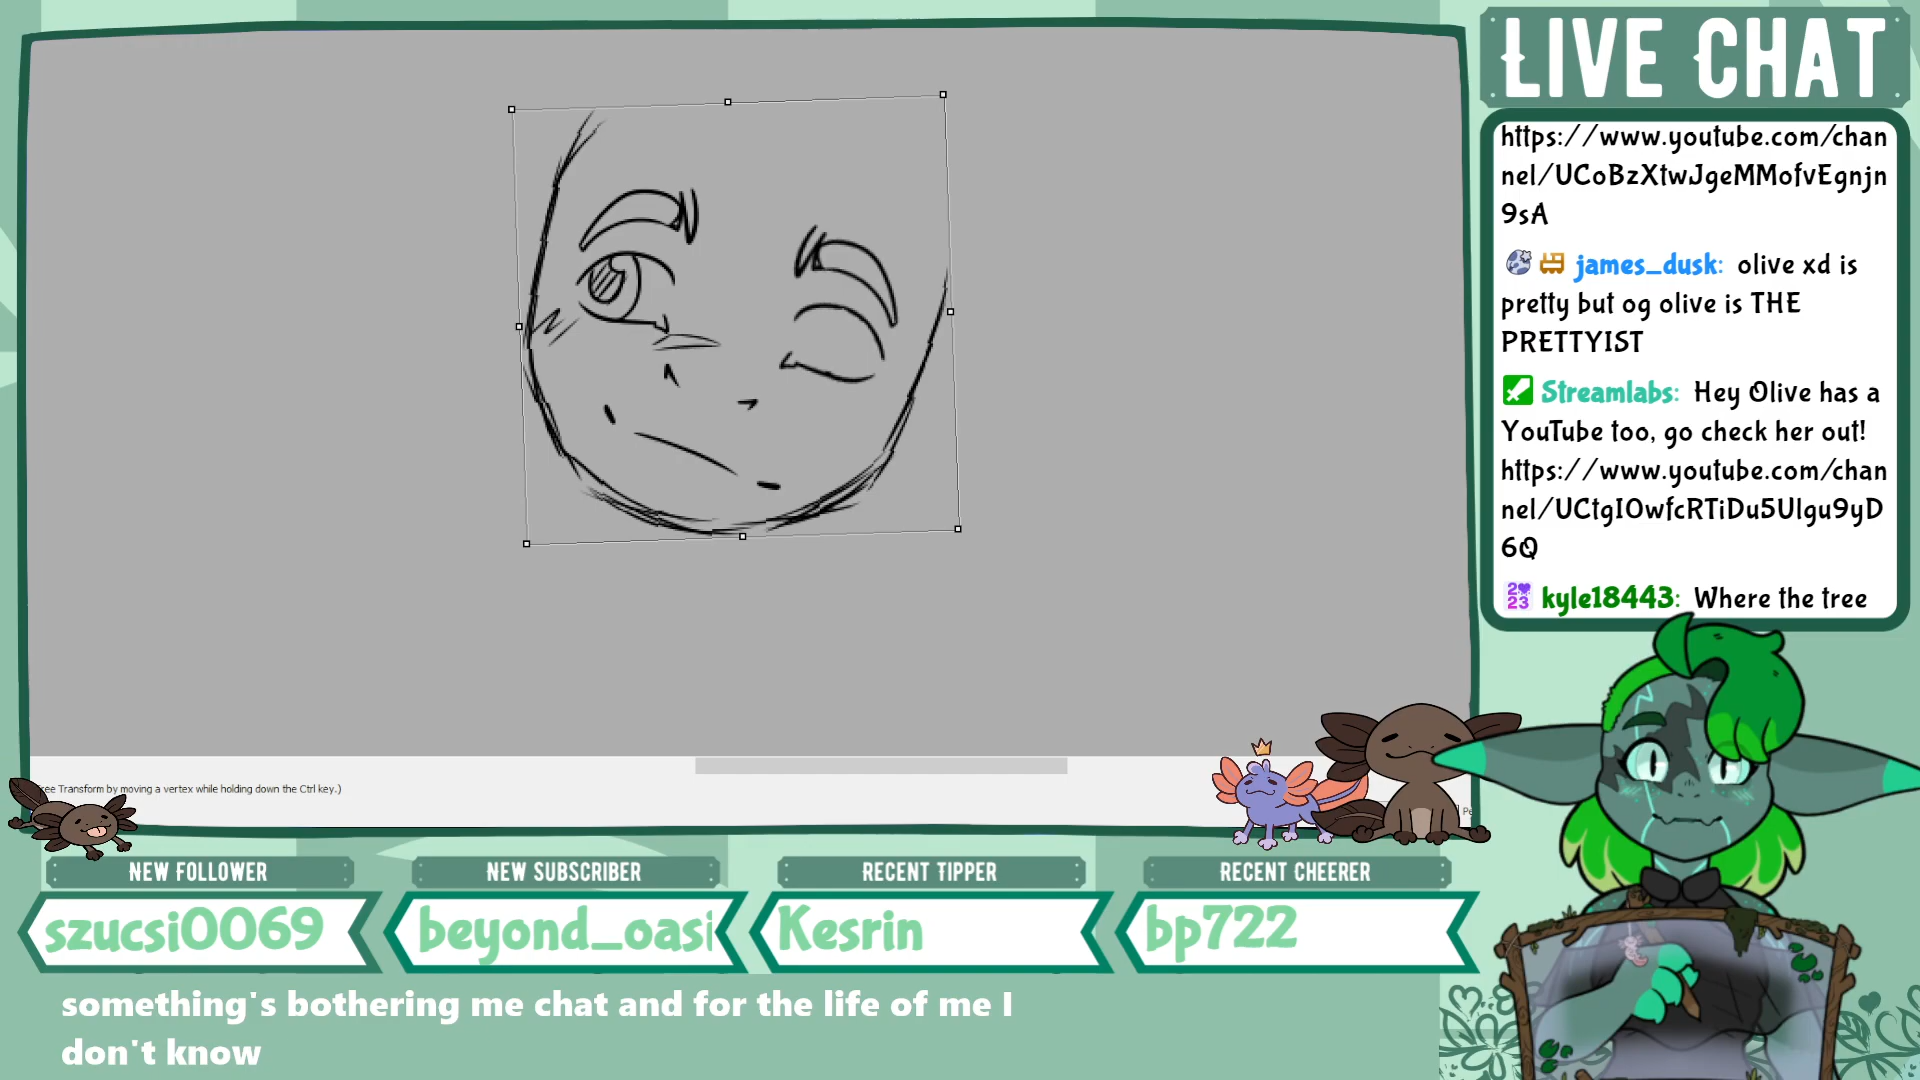 LIVE CHAT
https://www.youtube.com/chan
nel/UCoBzXtwJgeMMofvEgnjn
9sA
james_dusk: olive xd is
pretty but og olive is THE
PRETTYIST
Streamlabs: Hey Olive has a
YouTube too, go check her out!
https://www.youtube.com/chan
nel/UCtgIOwfcRTiDu5Ulgu9yD
6Q
2023 kyle18443: Where the tree
ree Transform by moving a vertex while holding down the Ctrl key.)
Pe
NEW FOLLOWER
szucsi0069
NEW SUBSCRIBER
beyond_oasi
RECENT TIPPER
Kesrin
RECENT CHEERER
bp722
something's bothering me chat and for the life of me I
don't know